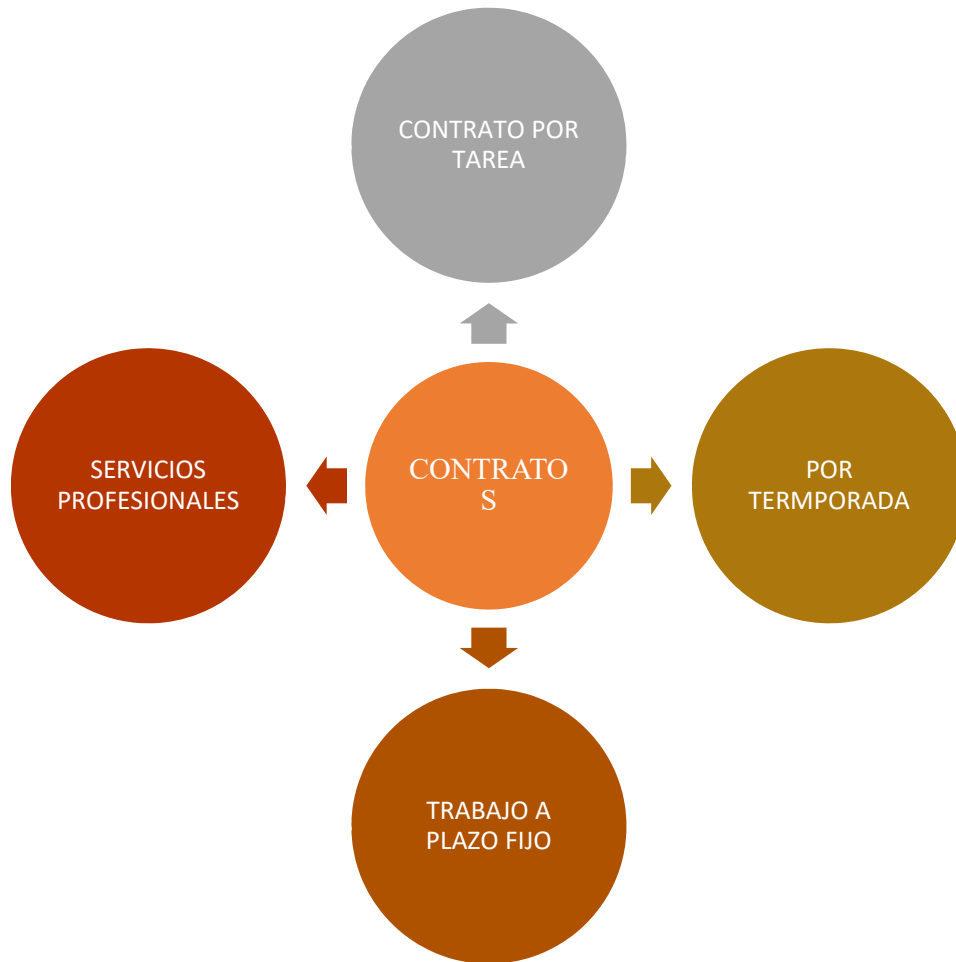 CONTRATO POR
TAREA
SERVICIOS
PROFESIONALES
CONTRATO
S
POR
TERMPORADA
TRABAJO A
PLAZO FIJO